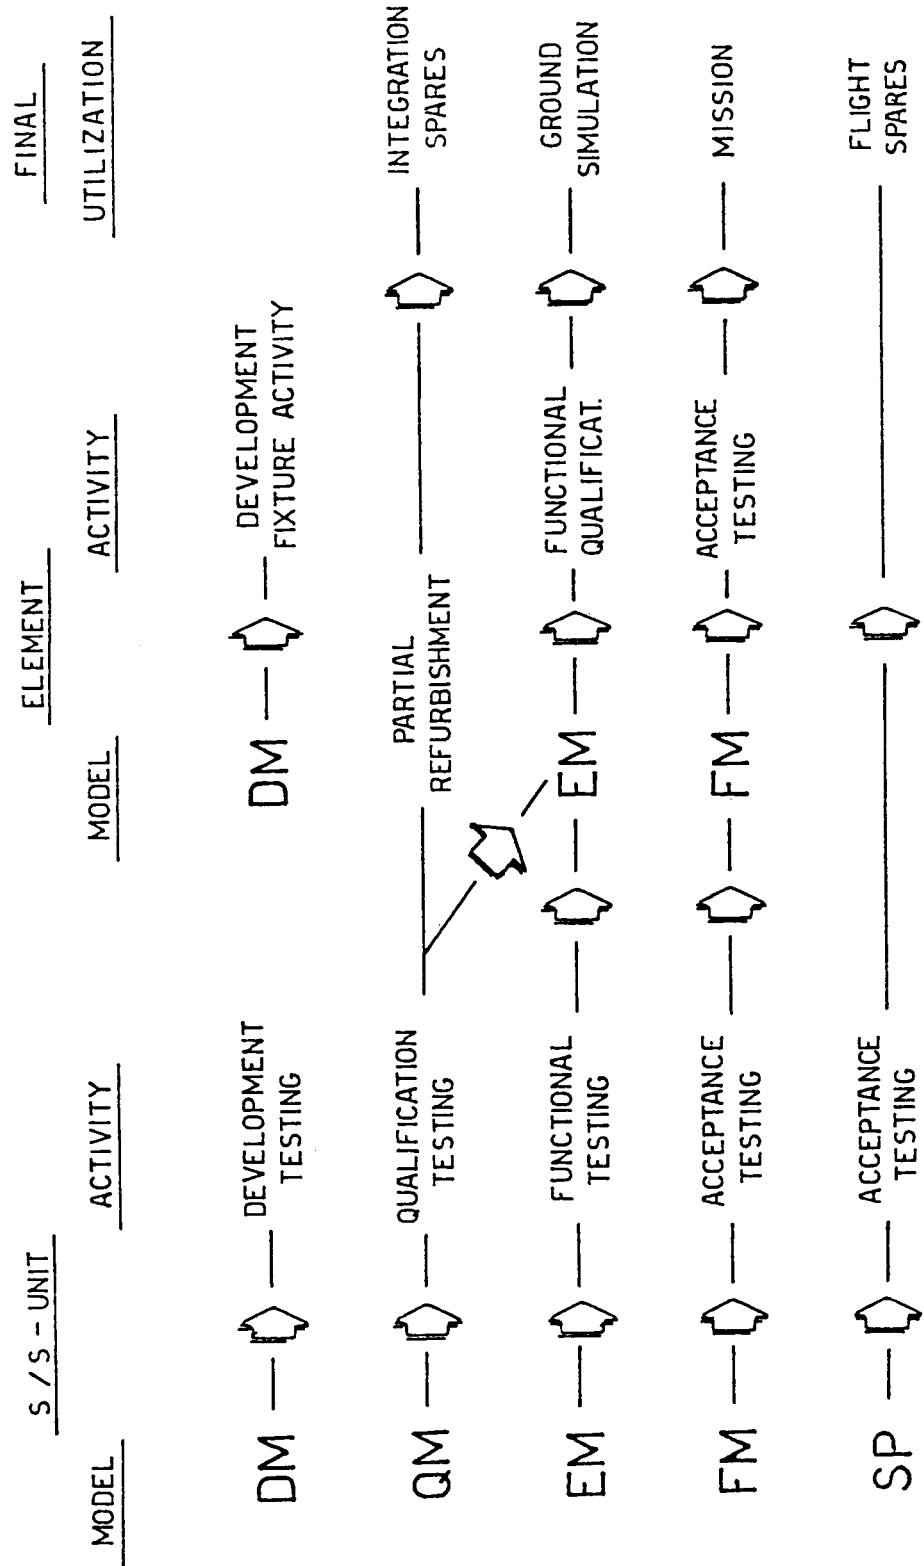 S / S - UNIT
ELEMENT
FINAL
MODEL
ACTIVITY
MODEL
ACTIVITY
UTILIZATION
DM
DEVELOPMENT
TESTING
DM
DEVELOPMENT
FIXTURE ACTIVITY
QM
QUALIFICATION
TESTING
PARTIAL
REFURBISHMENT
INTEGRATION
SPARES
EM
FUNCTIONAL
TESTING
EM
FUNCTIONAL
QUALIFICAT.
GROUND
SIMULATION
FM
ACCEPTANCE
TESTING
FM
ACCEPTANCE
TESTING
MISSION
SP
ACCEPTANCE
TESTING
FLIGHT
SPARES